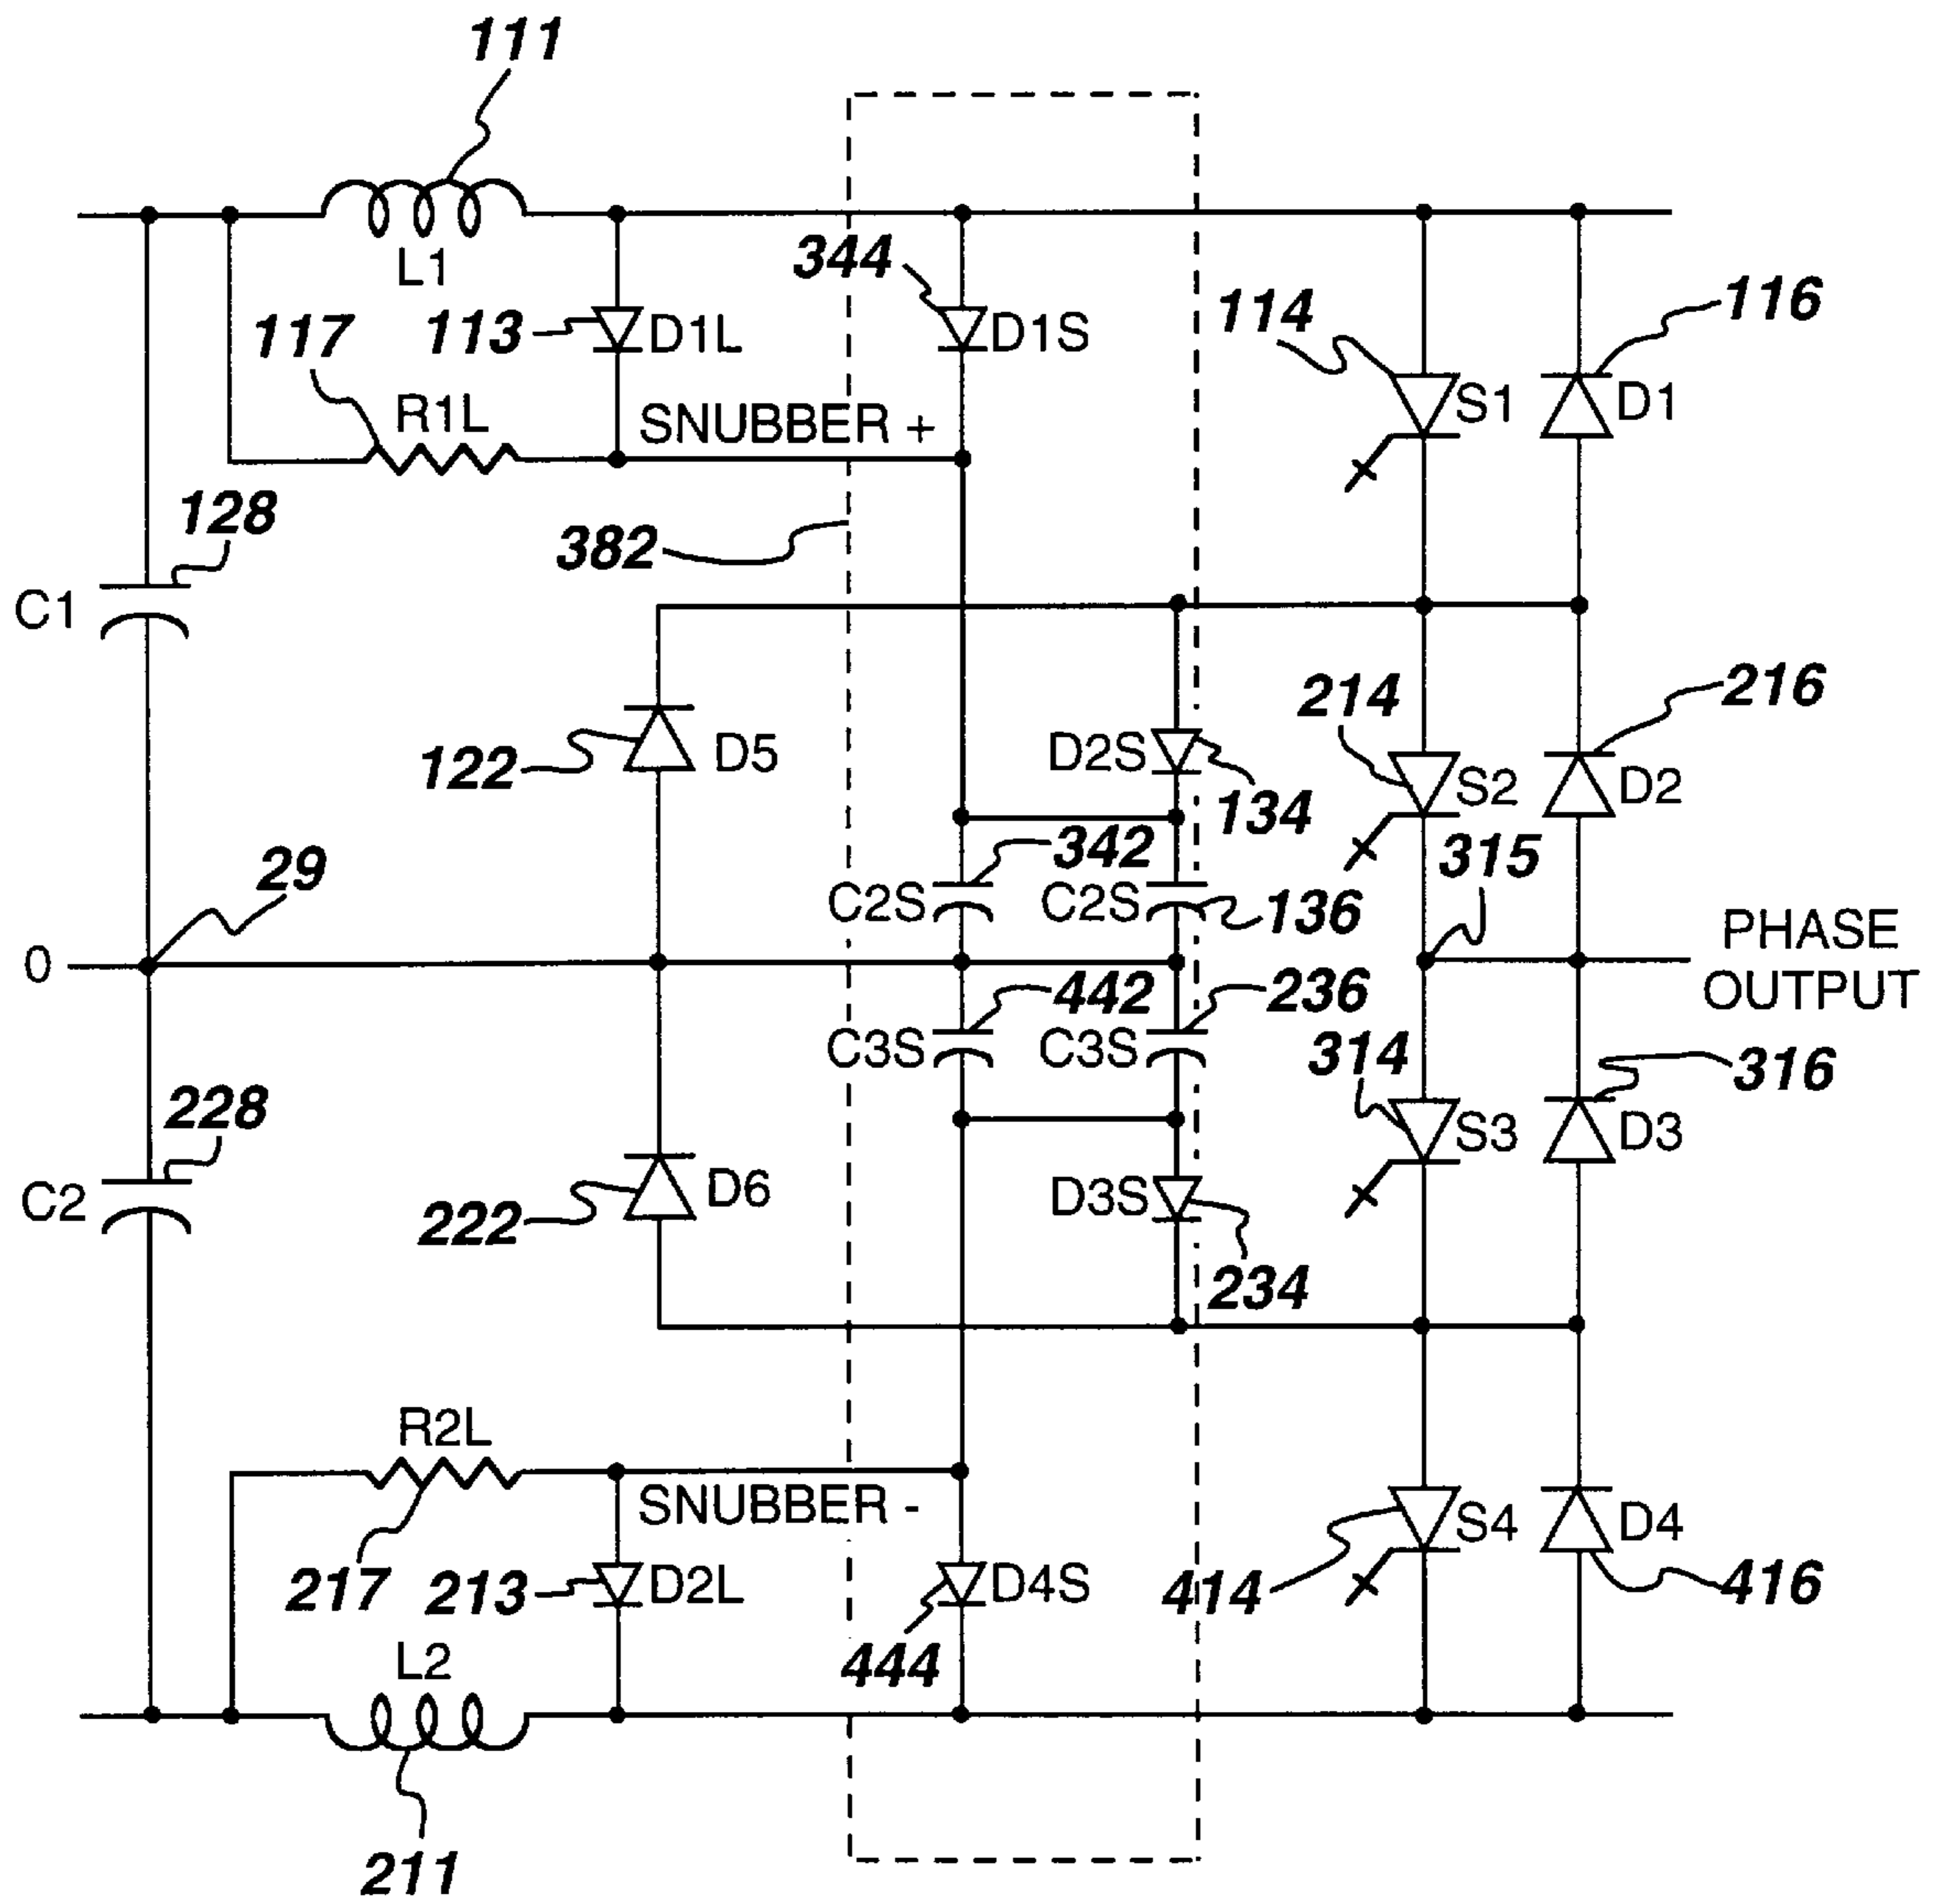 111
L1
344
117
113
D1L
D1S
114
116
R1L
SNUBBER +
S1
D1
128
382
C1
122
D5
D2S
134
214
216
S2
D2
29
342
315
C2S
C2S
136
0
PHASE
OUTPUT
442
236
C3S
C3S
314
316
228
S3
D3
C2
222
D6
D3S
234
R2L
SNUBBER -
S4
D4
217
213
D2L
D4S
414
416
L2
444
211